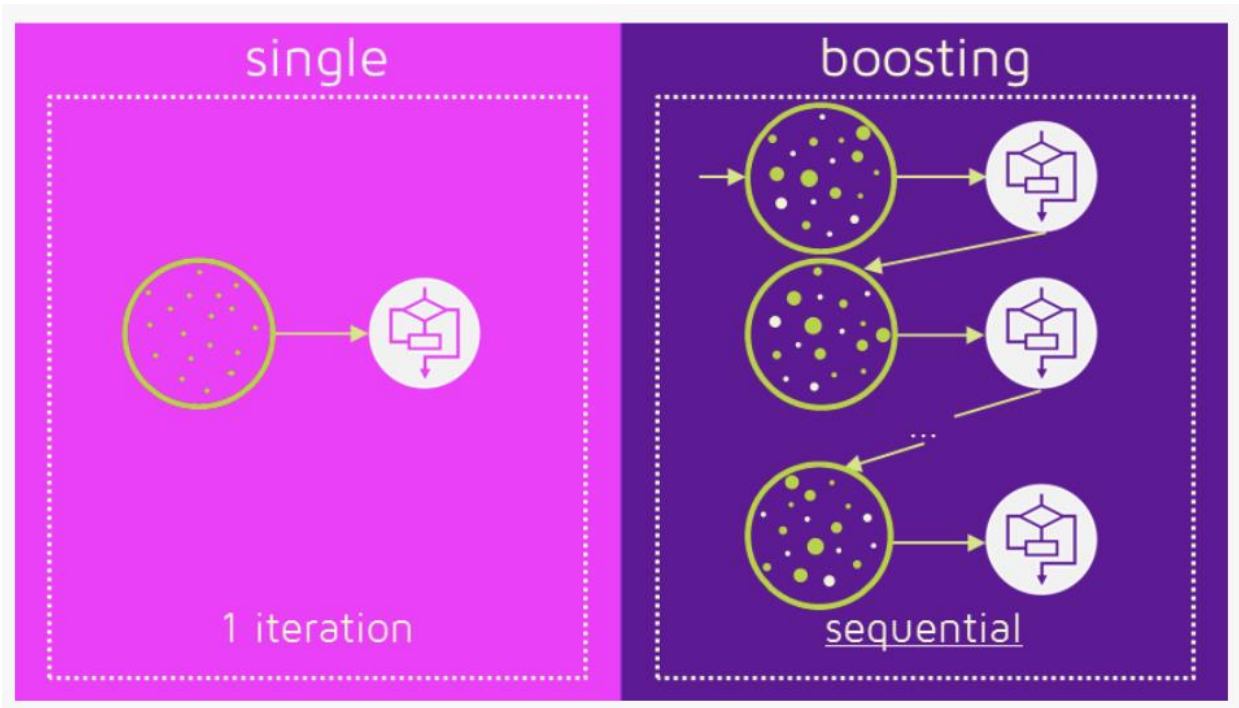 single
1 iteration
boosting
...
sequential